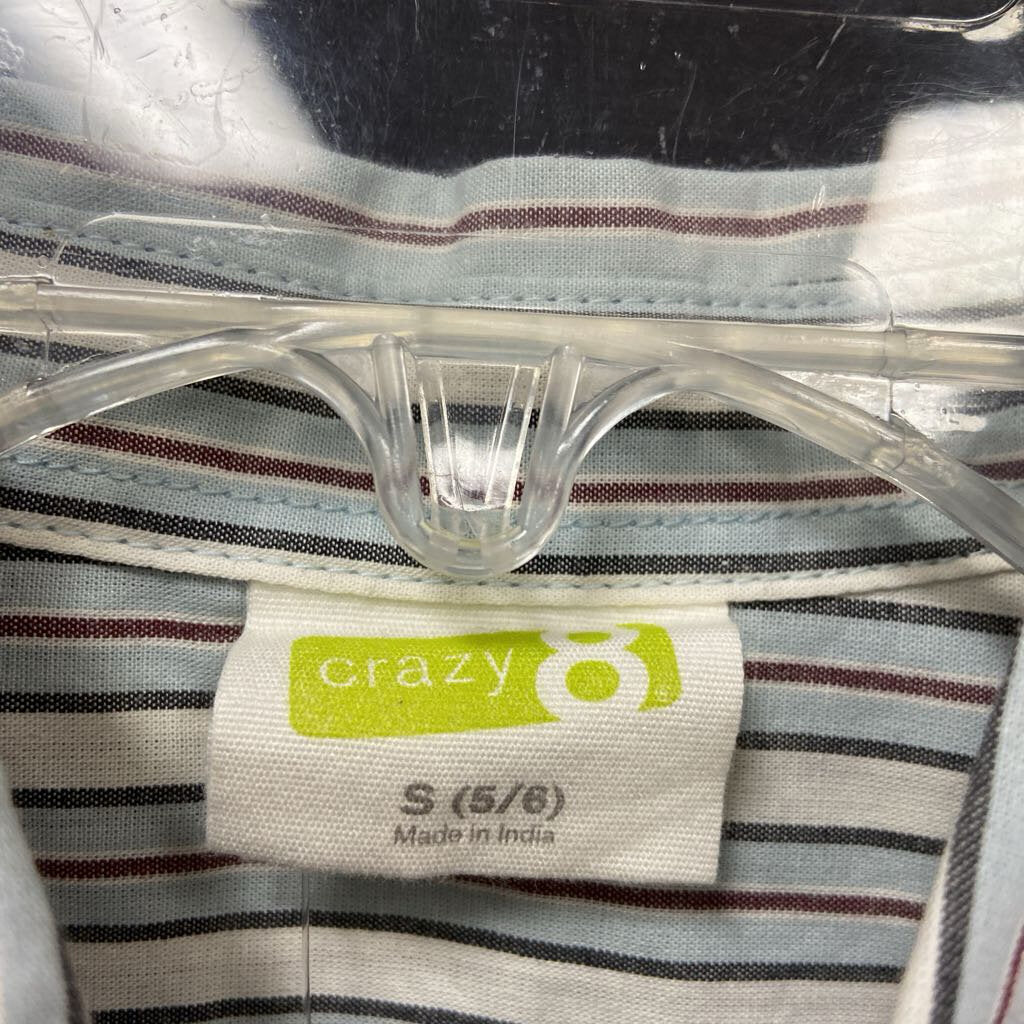 crazy 8
S (5/6)
Made in India